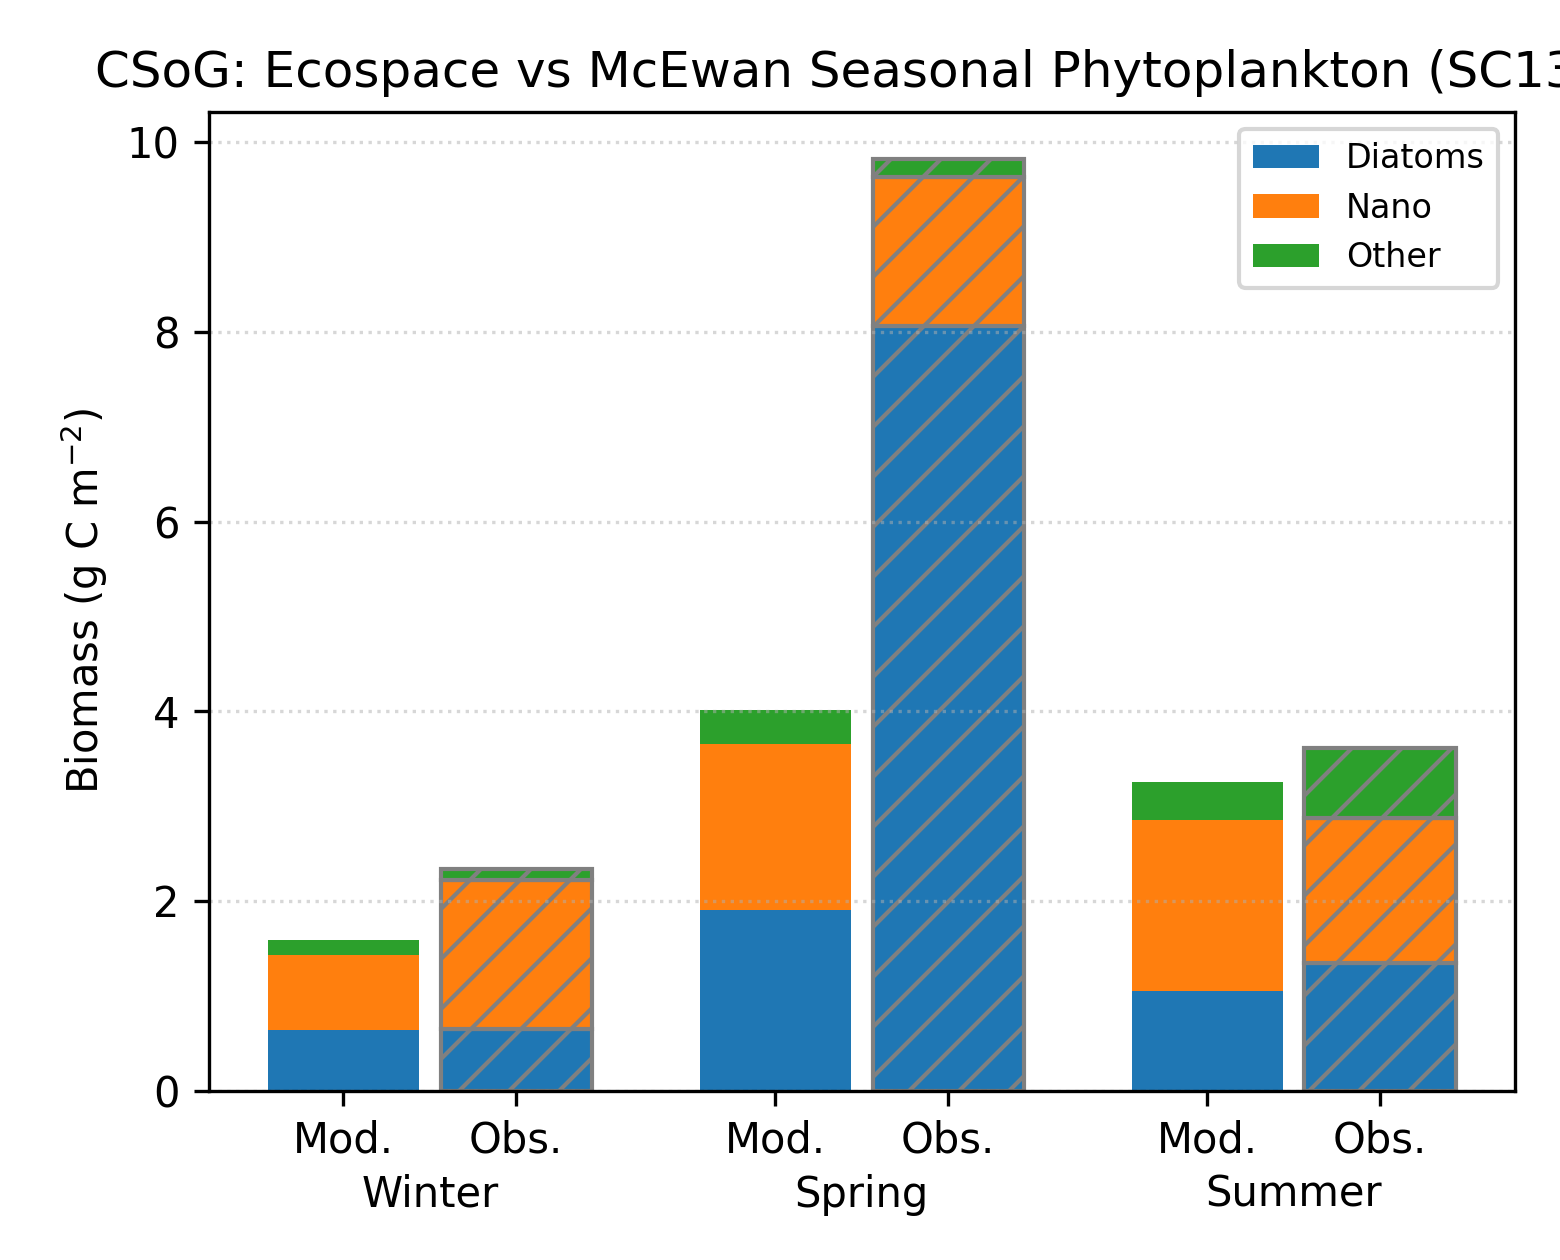 CSoG: Ecospace vs McEwan Seasonal Phytoplankton (SC13
10
8
6
4
2
0
Biomass (g C m⁻²)
Diatoms
Nano
Other
Mod. Obs. Mod. Obs. Mod. Obs.
Winter Spring Summer